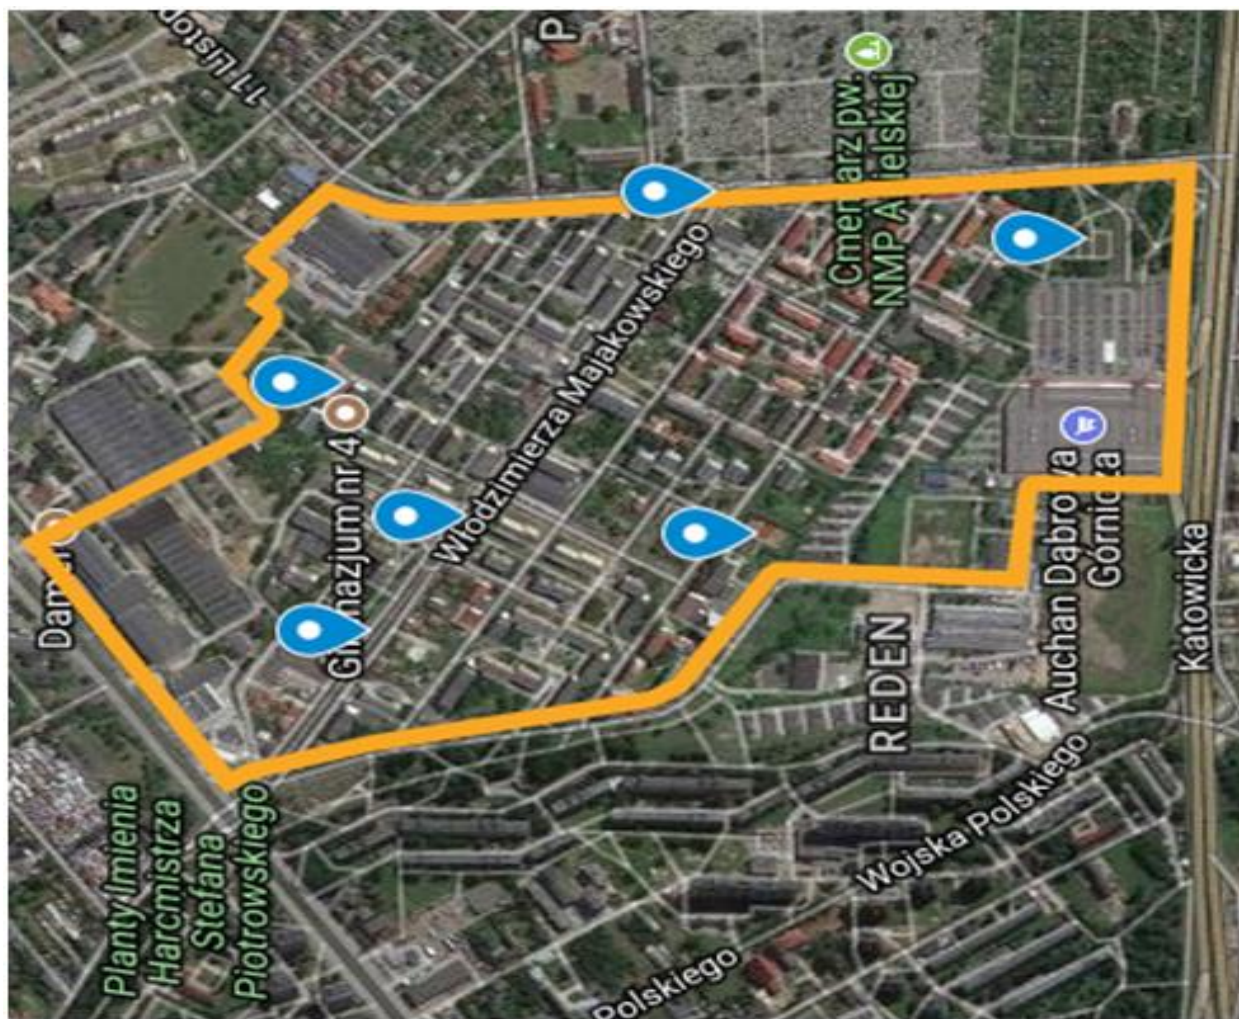 11 Listop
P
Cmentarz pw.
NMP A ielskiej
Dam
Gimnazjum nr 4
Włodzimierza Majakowskiego
Auchan Dąbrowa
Górnicza
Katowicka
REDEN
Planty Imienia
Harcmistrza
Stefana
Piotrowskiego
Wojska Polskiego
Polskiego